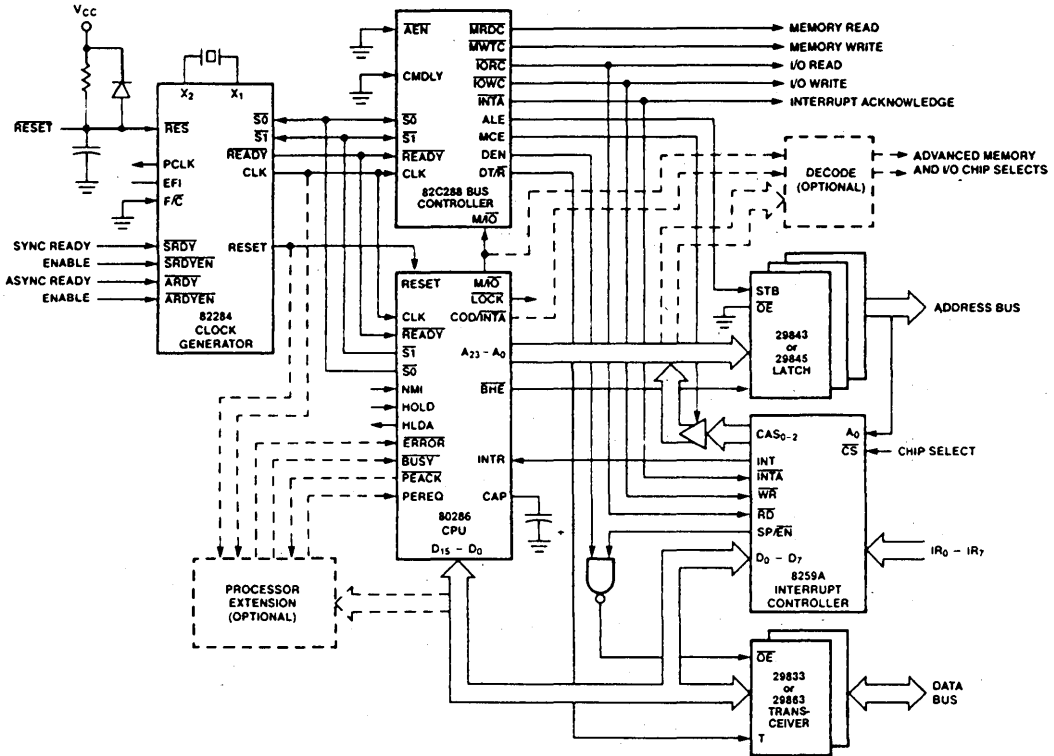 VCC
X2
X1
RESET
RES
PCLK
EFI
F/C
SYNC READY
SRDY
ENABLE
SRDYEN
ASYNC READY
ARDY
ENABLE
ARDYEN
S0
S1
READY
CLK
RESET
82284
CLOCK
GENERATOR
AEN
CMDLY
S0
S1
READY
CLK
MRDC
MWTC
IORC
IOWC
INTA
ALE
MCE
DEN
DT/R
82C288 BUS
CONTROLLER
M/IO
MEMORY READ
MEMORY WRITE
I/O READ
I/O WRITE
INTERRUPT ACKNOWLEDGE
DECODE
(OPTIONAL)
ADVANCED MEMORY
AND I/O CHIP SELECTS
RESET
M/IO
LOCK
CLK
COD/INTA
READY
S1
A23 – A0
S0
NMI
BHE
HOLD
HLDA
ERROR
BUSY
INTR
PEACK
PEREQ
CAP
80286
CPU
D15 – D0
STB
OE
29843
or
29845
LATCH
ADDRESS BUS
CAS0-2
A0
CS
CHIP SELECT
INT
INTA
WR
RD
SP/EN
D0 – D7
IR0 – IR7
8259A
INTERRUPT
CONTROLLER
PROCESSOR
EXTENSION
(OPTIONAL)
OE
29833
or
29863
TRANS-
CEIVER
T
DATA
BUS
+